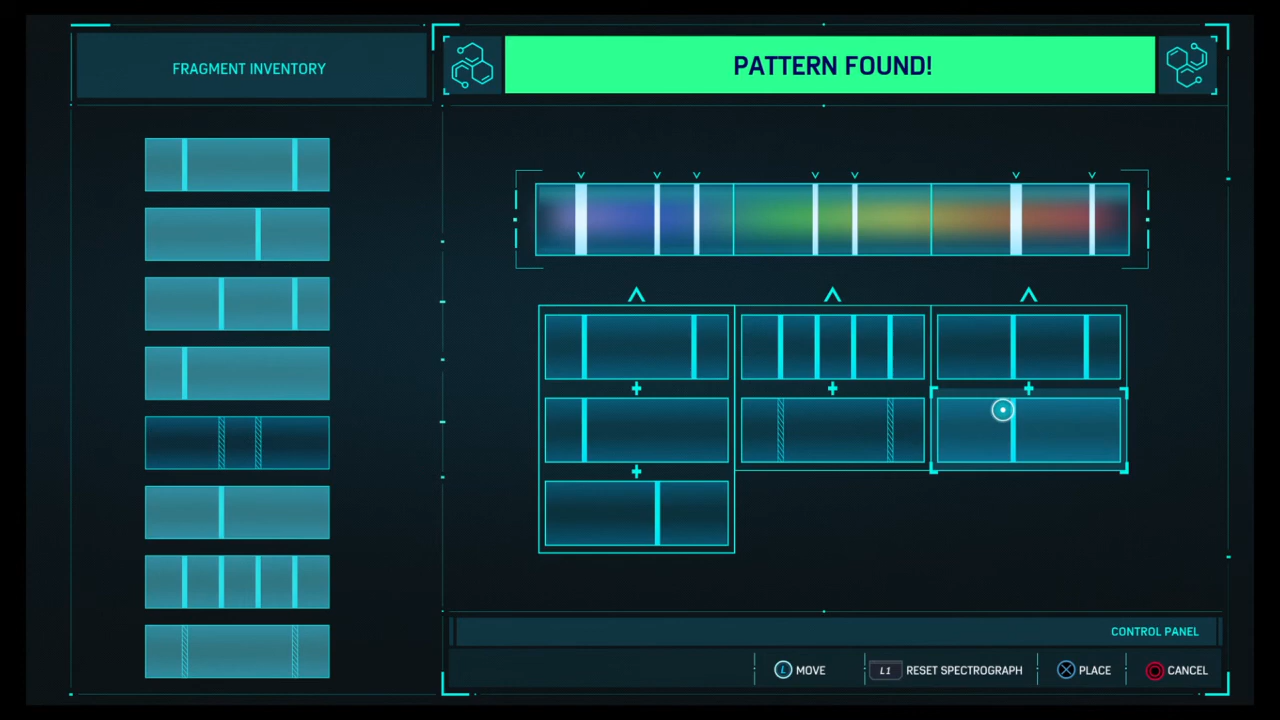 FRAGMENT INVENTORY
PATTERN FOUND!
CONTROL PANEL
L MOVE
L1 RESET SPECTROGRAPH
PLACE
CANCEL